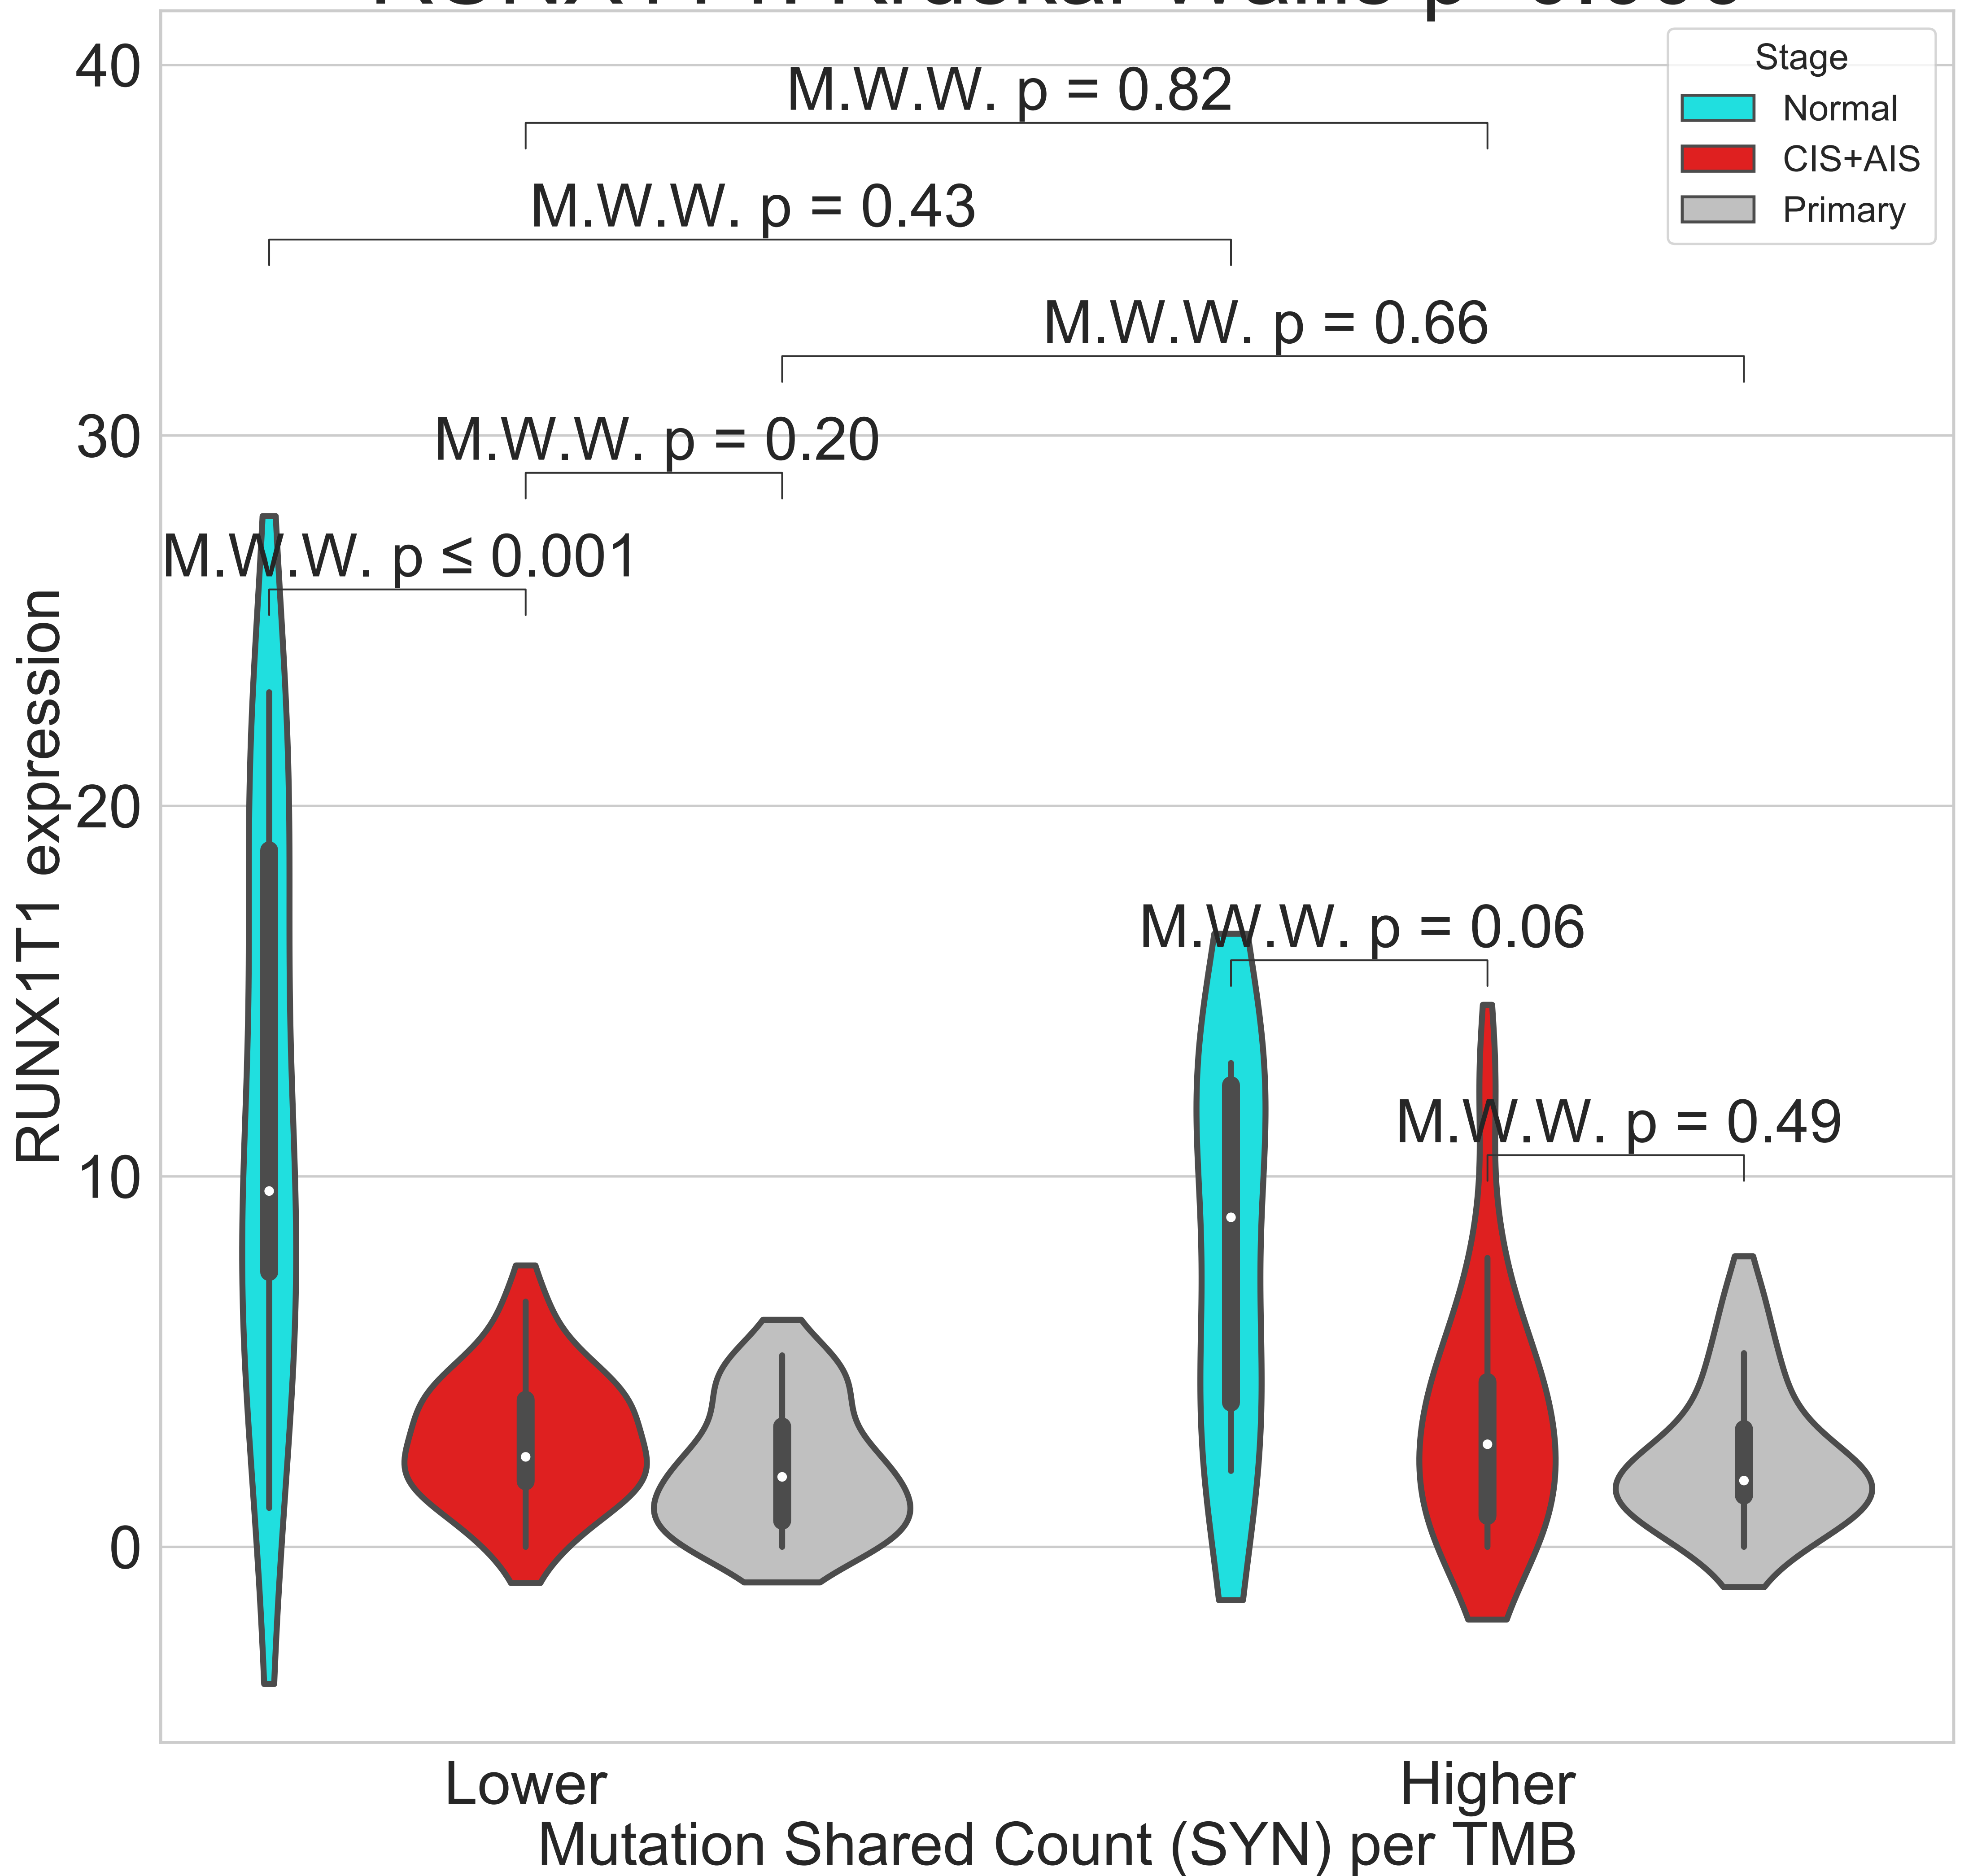 40
M.W.W. p = 0.82
Stage
Normal
CIS+AIS
Primary
M.W.W. p = 0.43
M.W.W. p = 0.66
30
M.W.W. p = 0.20
M.W.W. p ≤ 0.001
RUNX1T1 expression
20
M.W.W. p = 0.06
M.W.W. p = 0.49
10
0
Lower
Higher
Mutation Shared Count (SYN) per TMB